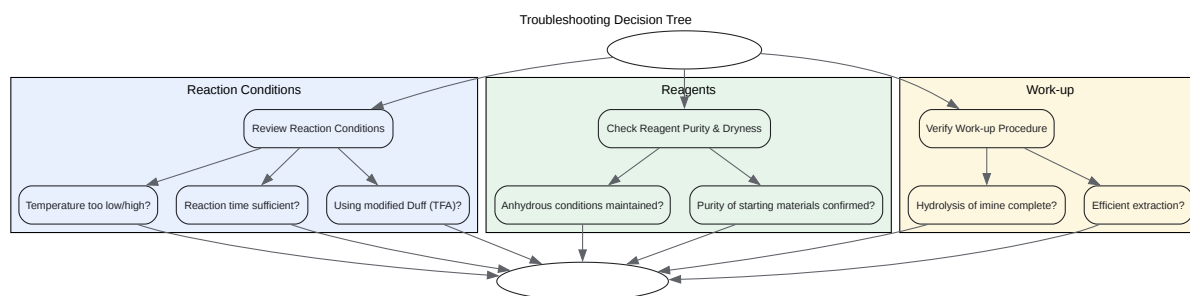 Troubleshooting Decision Tree
Reaction Conditions
Reagents
Work-up
Review Reaction Conditions
Check Reagent Purity & Dryness
Verify Work-up Procedure
Temperature too low/high?
Reaction time sufficient?
Using modified Duff (TFA)?
Anhydrous conditions maintained?
Purity of starting materials confirmed?
Hydrolysis of imine complete?
Efficient extraction?